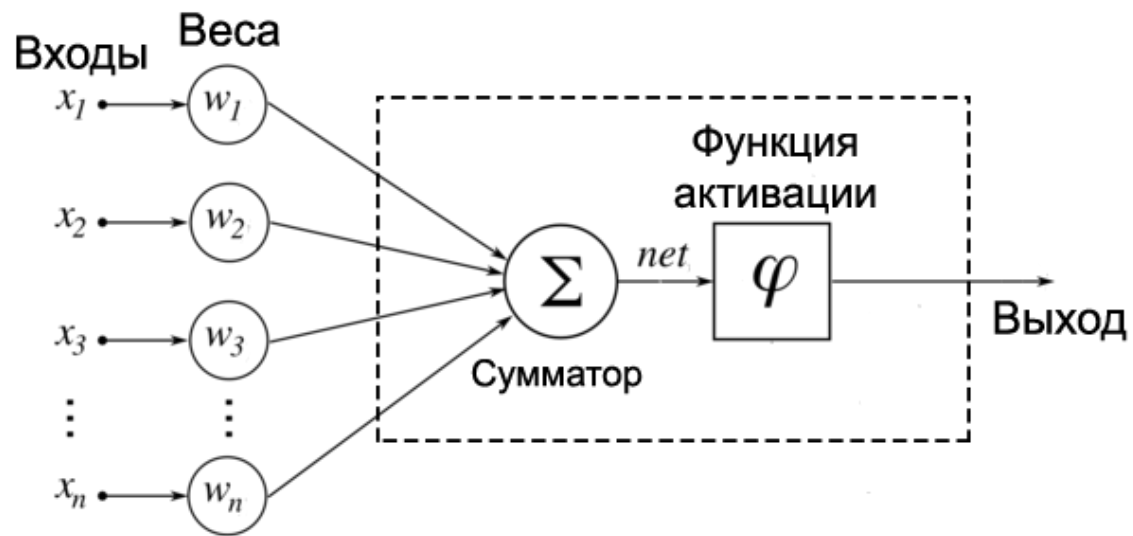 Входы
Веса
x1
w1
x2
w2
x3
w3
⋮
⋮
xn
wn
Σ
Сумматор
net
Функция
активации
φ
Выход